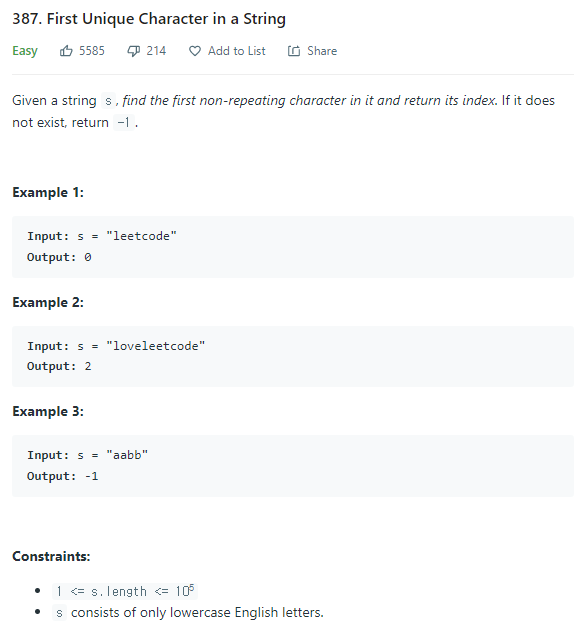 387. First Unique Character in a String
Easy 5585 214 Add to List Share
Given a string s, find the first non-repeating character in it and return its index. If it does
not exist, return -1.
Example 1:
Input: s = "leetcode"
Output: 0
Example 2:
Input: s = "loveleetcode"
Output: 2
Example 3:
Input: s = "aabb"
Output: -1
Constraints:
• 1 <= s.length <= 10⁵
• s consists of only lowercase English letters.